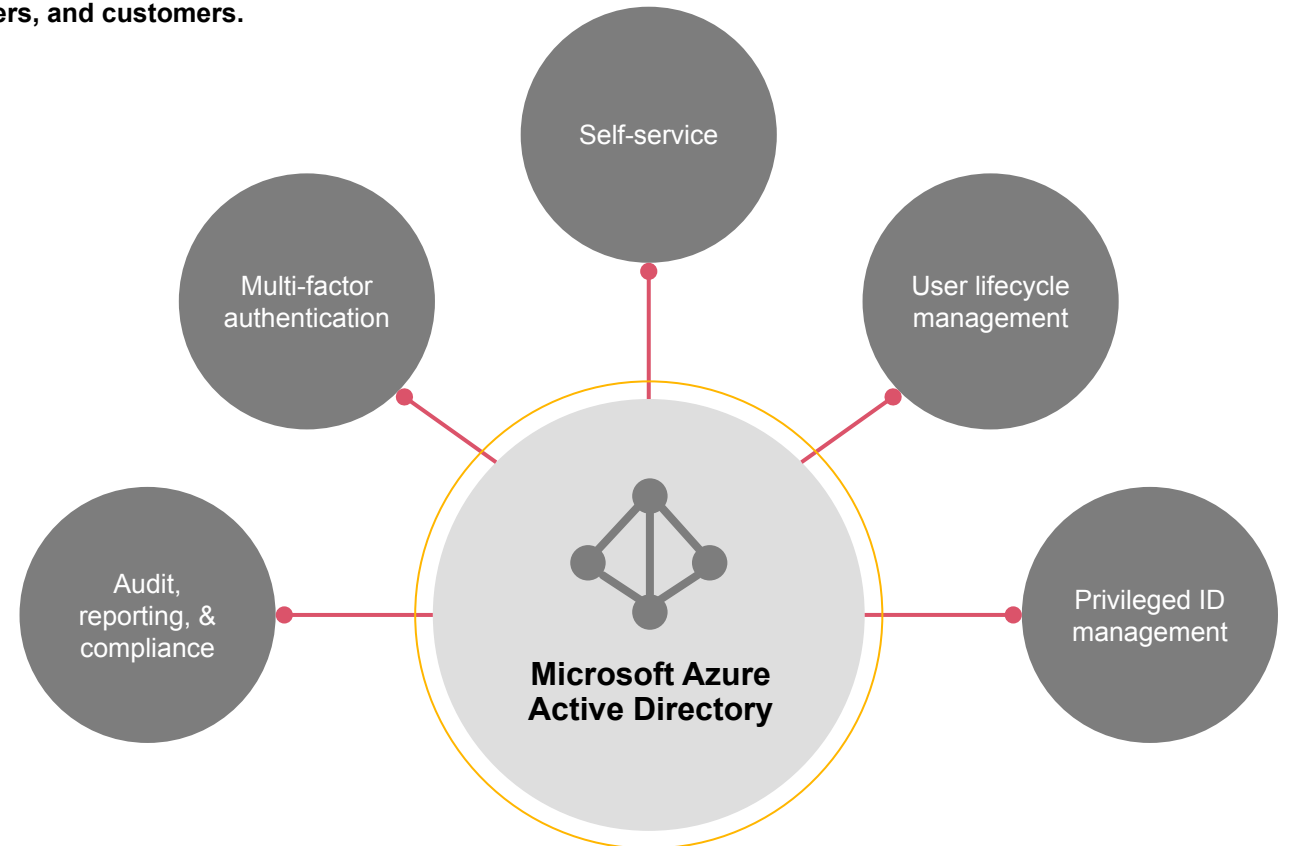 ers, and customers.
Self-service
Multi-factor
authentication
User lifecycle
management
Audit,
reporting, &
compliance
Privileged ID
management
Microsoft Azure
Active Directory